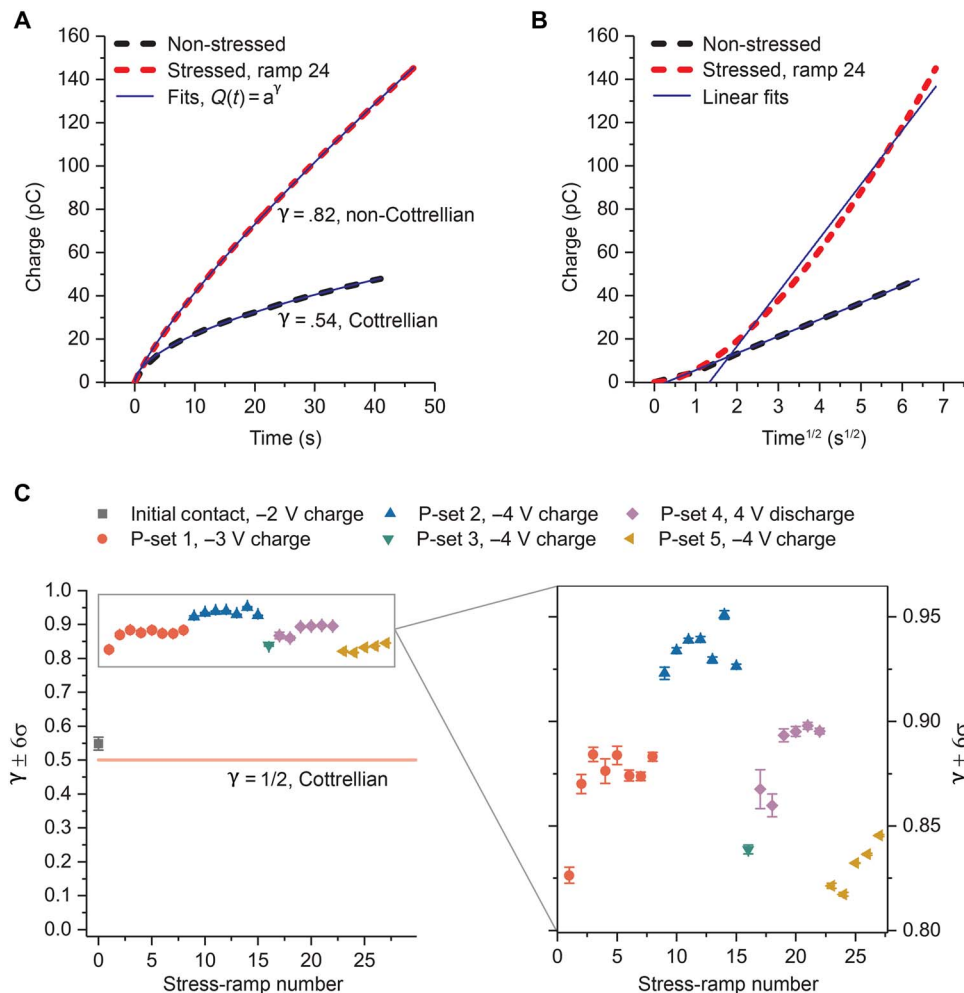 A
Non-stressed
Stressed, ramp 24
Fits, Q(t) = a^γ
Charge (pC)
160
140
120
100
80
60
40
20
0
γ = .82, non-Cottrellian
γ = .54, Cottrellian
0 10 20 30 40 50
Time (s)
B
Non-stressed
Stressed, ramp 24
Linear fits
Charge (pC)
160
140
120
100
80
60
40
20
0
0 1 2 3 4 5 6 7
Time^1/2 (s^1/2)
C
Initial contact, –2 V charge
P-set 2, –4 V charge
P-set 4, 4 V discharge
P-set 1, –3 V charge
P-set 3, –4 V charge
P-set 5, –4 V charge
γ ± 6σ
1.0
0.9
0.8
0.7
0.6
0.5
0.4
0.3
0.2
0.1
0.0
γ = 1/2, Cottrellian
0 5 10 15 20 25
Stress-ramp number
0.95
0.90
0.85
0.80
γ ± 6σ
0 5 10 15 20 25
Stress-ramp number